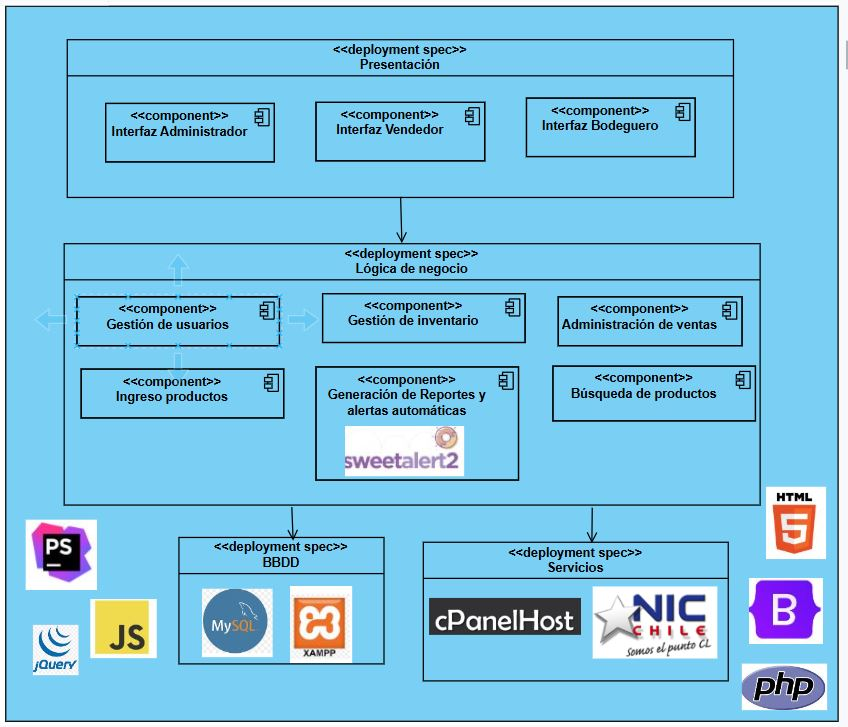 <<deployment spec>>
Presentación
<<component>>
Interfaz Administrador
<<component>>
Interfaz Vendedor
<<component>>
Interfaz Bodeguero
<<deployment spec>>
Lógica de negocio
<<component>>
Gestión de usuarios
<<component>>
Gestión de inventario
<<component>>
Administración de ventas
<<component>>
Ingreso productos
<<component>>
Generación de Reportes y
alertas automáticas
sweetalert2
<<component>>
Búsqueda de productos
HTML
5
PS
<<deployment spec>>
BBDD
MySQL
XAMPP
<<deployment spec>>
Servicios
cPanelHost
NIC
CHILE
Somos el punto CL
B
JS
jQuery
php